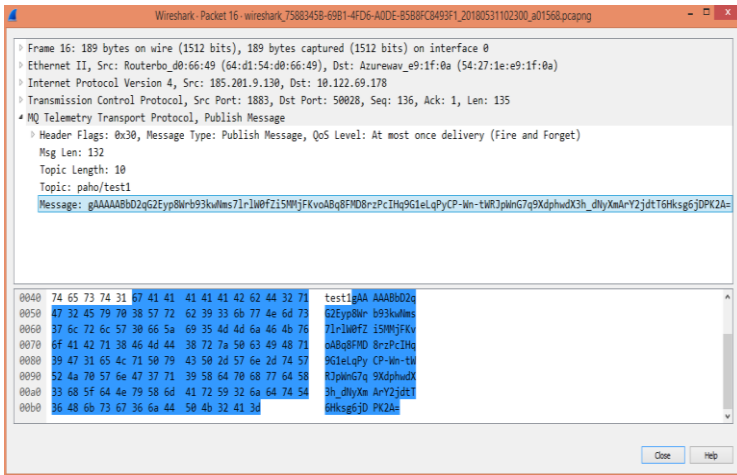 Wireshark · Packet 16 · wireshark_7588345B-69B1-4FD6-A0DE-B5B8FC8493F1_20180531102300_a01568.pcapng
Frame 16: 189 bytes on wire (1512 bits), 189 bytes captured (1512 bits) on interface 0
Ethernet II, Src: Routerbo_d0:66:49 (64:d1:54:d0:66:49), Dst: Azurewav_e9:1f:0a (54:27:1e:e9:1f:0a)
Internet Protocol Version 4, Src: 185.201.9.130, Dst: 10.122.69.178
Transmission Control Protocol, Src Port: 1883, Dst Port: 50028, Seq: 136, Ack: 1, Len: 135
MQ Telemetry Transport Protocol, Publish Message
Header Flags: 0x30, Message Type: Publish Message, QoS Level: At most once delivery (Fire and Forget)
Msg Len: 132
Topic Length: 10
Topic: paho/test1
Message: gAAAAABbD2qG2Eyp8Wrb93kwNms7lrlW0fZi5MMjFKvoABq8FMD8rzPcIHq9G1eLqPyCP-Wn-tWRJpWnG7q9XdphwdX3h_dNyXmArY2jdtT6Hksg6jDPK2A=
0040 74 65 73 74 31 67 41 41 41 41 41 42 62 44 32 71 test1gAA AAABbD2q
0050 47 32 45 79 70 38 57 72 62 39 33 6b 77 4e 6d 73 G2Eyp8Wr b93kwNms
0060 37 6c 72 6c 57 30 66 5a 69 35 4d 4d 6a 46 4b 76 7lrlW0fZ i5MMjFKv
0070 6f 41 42 71 38 46 4d 44 38 72 7a 50 63 49 48 71 oABq8FMD 8rzPcIHq
0080 39 47 31 65 4c 71 50 79 43 50 2d 57 6e 2d 74 57 9G1eLqPy CP-Wn-tW
0090 52 4a 70 57 6e 47 37 71 39 58 64 70 68 77 64 58 RJpWnG7q 9XdphwdX
00a0 33 68 5f 64 4e 79 58 6d 41 72 59 32 6a 64 74 54 3h_dNyXm ArY2jdtT
00b0 36 48 6b 73 67 36 6a 44 50 4b 32 41 3d 6Hksg6jD PK2A=
Close Help